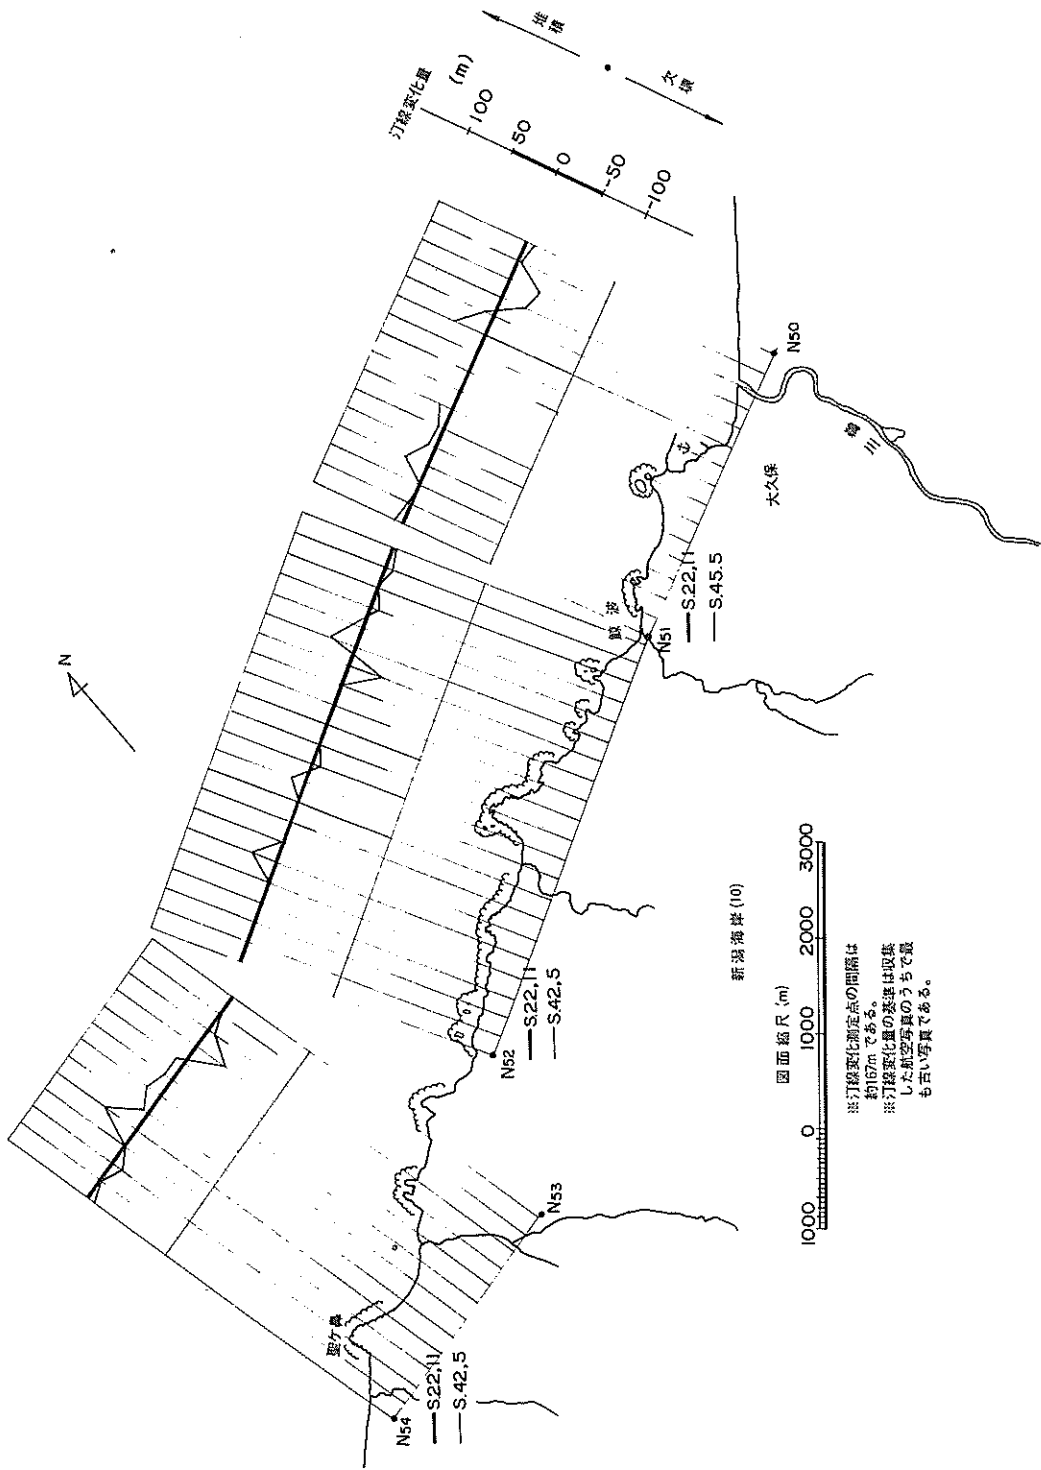 汀線変化量
(m)
100
50
0
-50
-100
堆積
欠壊
N
N50
鵜川
大久保
鯨波
N51
S.22,11
S.45.5
N52
S.22,11
S.42,5
N53
聖ケ鼻
N54
S.22,11
S.42,5
新潟海岸(10)
図面縮尺(m)
1000 0 1000 2000 3000
※汀線変化測定点の間隔は
約167mである。
※汀線変化量の基準は収集
した航空写真のうちで最
も古い写真である。